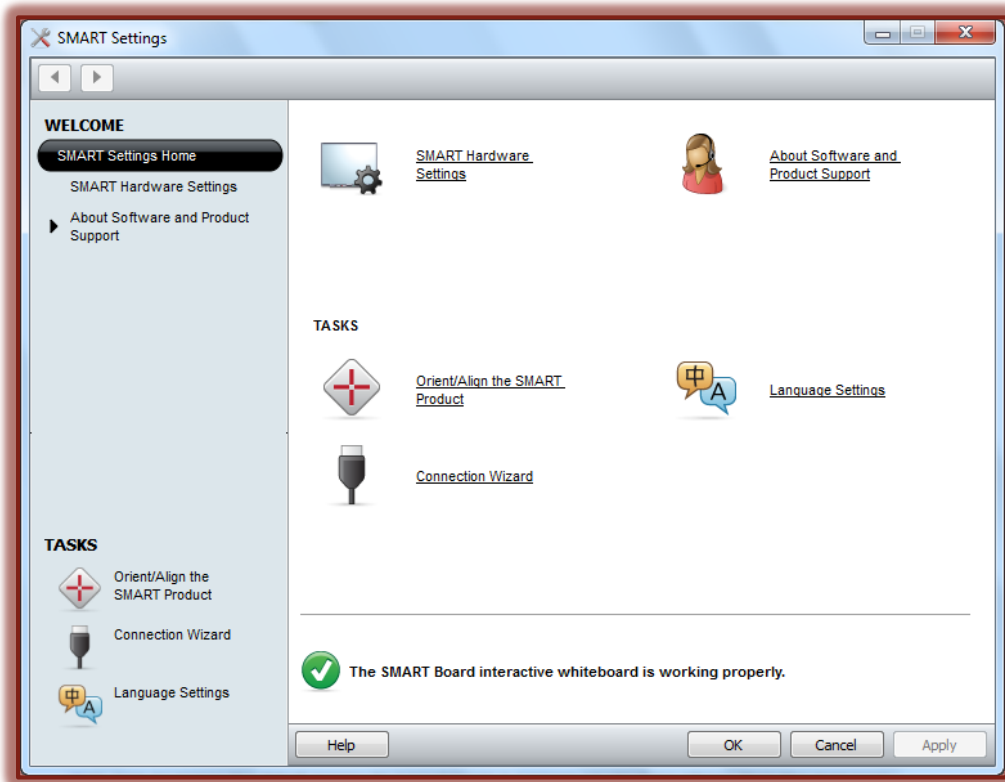 SMART Settings
WELCOME
SMART Settings Home
SMART Hardware Settings
About Software and Product
Support
TASKS
Orient/Align the
SMART Product
Connection Wizard
中
A
Language Settings
SMART Hardware
Settings
About Software and
Product Support
TASKS
Orient/Align the SMART
Product
中
A
Language Settings
Connection Wizard
The SMART Board interactive whiteboard is working properly.
Help
OK
Cancel
Apply